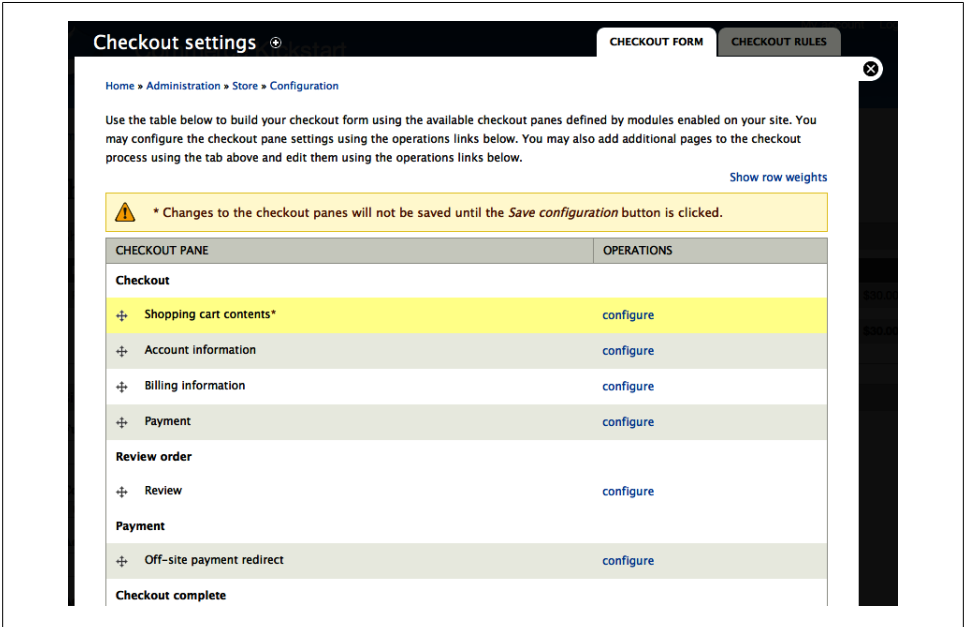 Checkout settings
CHECKOUT FORM
CHECKOUT RULES
Home » Administration » Store » Configuration
Use the table below to build your checkout form using the available checkout panes defined by modules enabled on your site. You
may configure the checkout pane settings using the operations links below. You may also add additional pages to the checkout
process using the tab above and edit them using the operations links below.
Show row weights
* Changes to the checkout panes will not be saved until the Save configuration button is clicked.
CHECKOUT PANE OPERATIONS
Checkout
Shopping cart contents* configure
Account information configure
Billing information configure
Payment configure
Review order
Review configure
Payment
Off-site payment redirect configure
Checkout complete